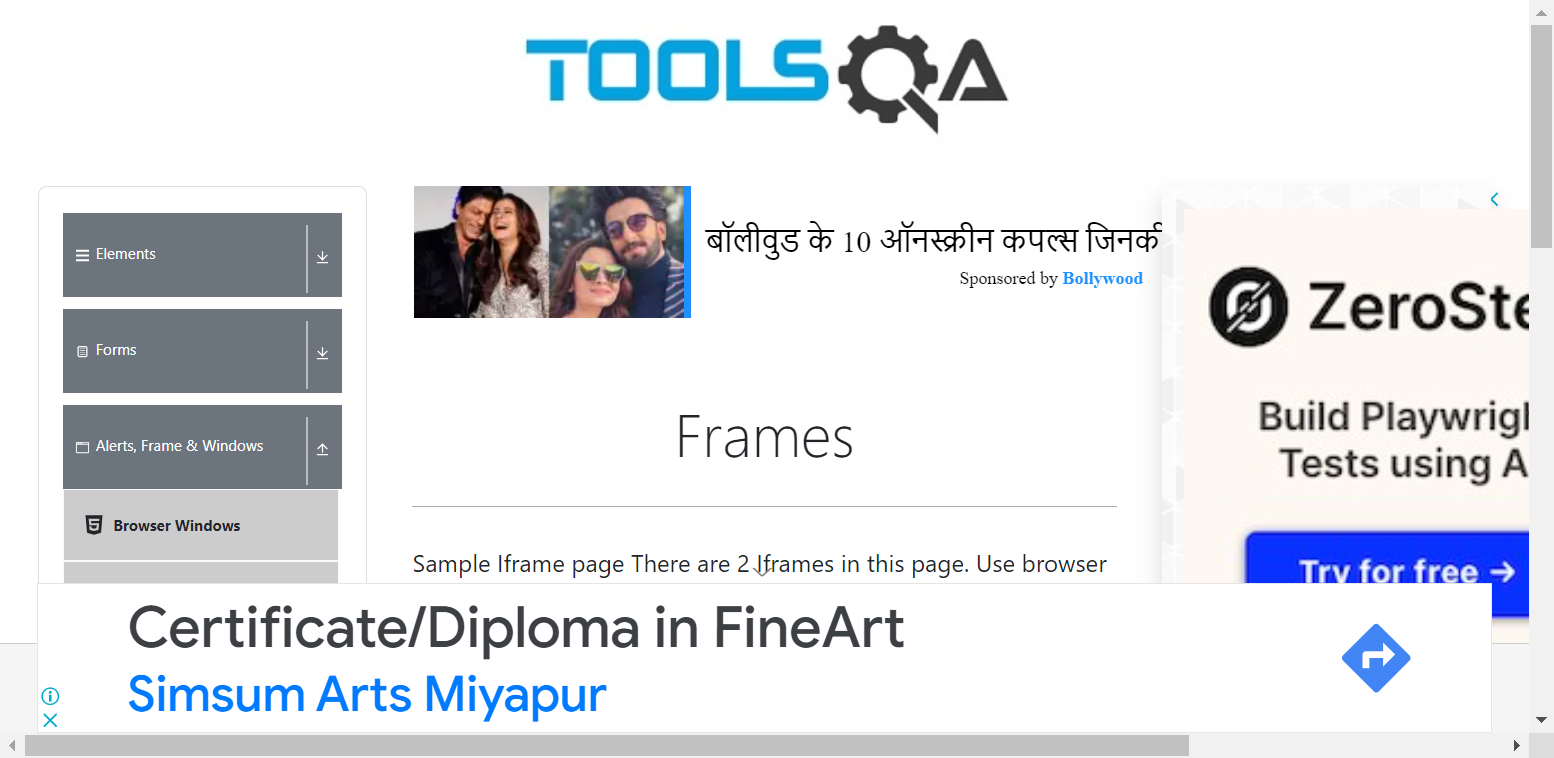 TOOLSQA
Elements
Forms
Alerts, Frame & Windows
Browser Windows
बॉलीवुड के 10 ऑनस्क्रीन कपल्स जिनकी
Sponsored by Bollywood
Frames
Sample Iframe page There are 2 Iframes in this page. Use browser
ZeroSte
Build Playwrigh
Tests using A
Try for free →
Certificate/Diploma in FineArt
Simsum Arts Miyapur